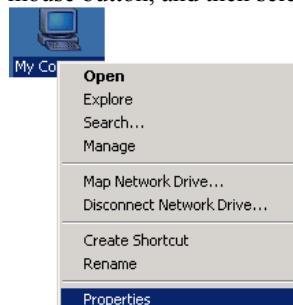 My Co
Open
Explore
Search...
Manage
Map Network Drive...
Disconnect Network Drive...
Create Shortcut
Rename
Properties